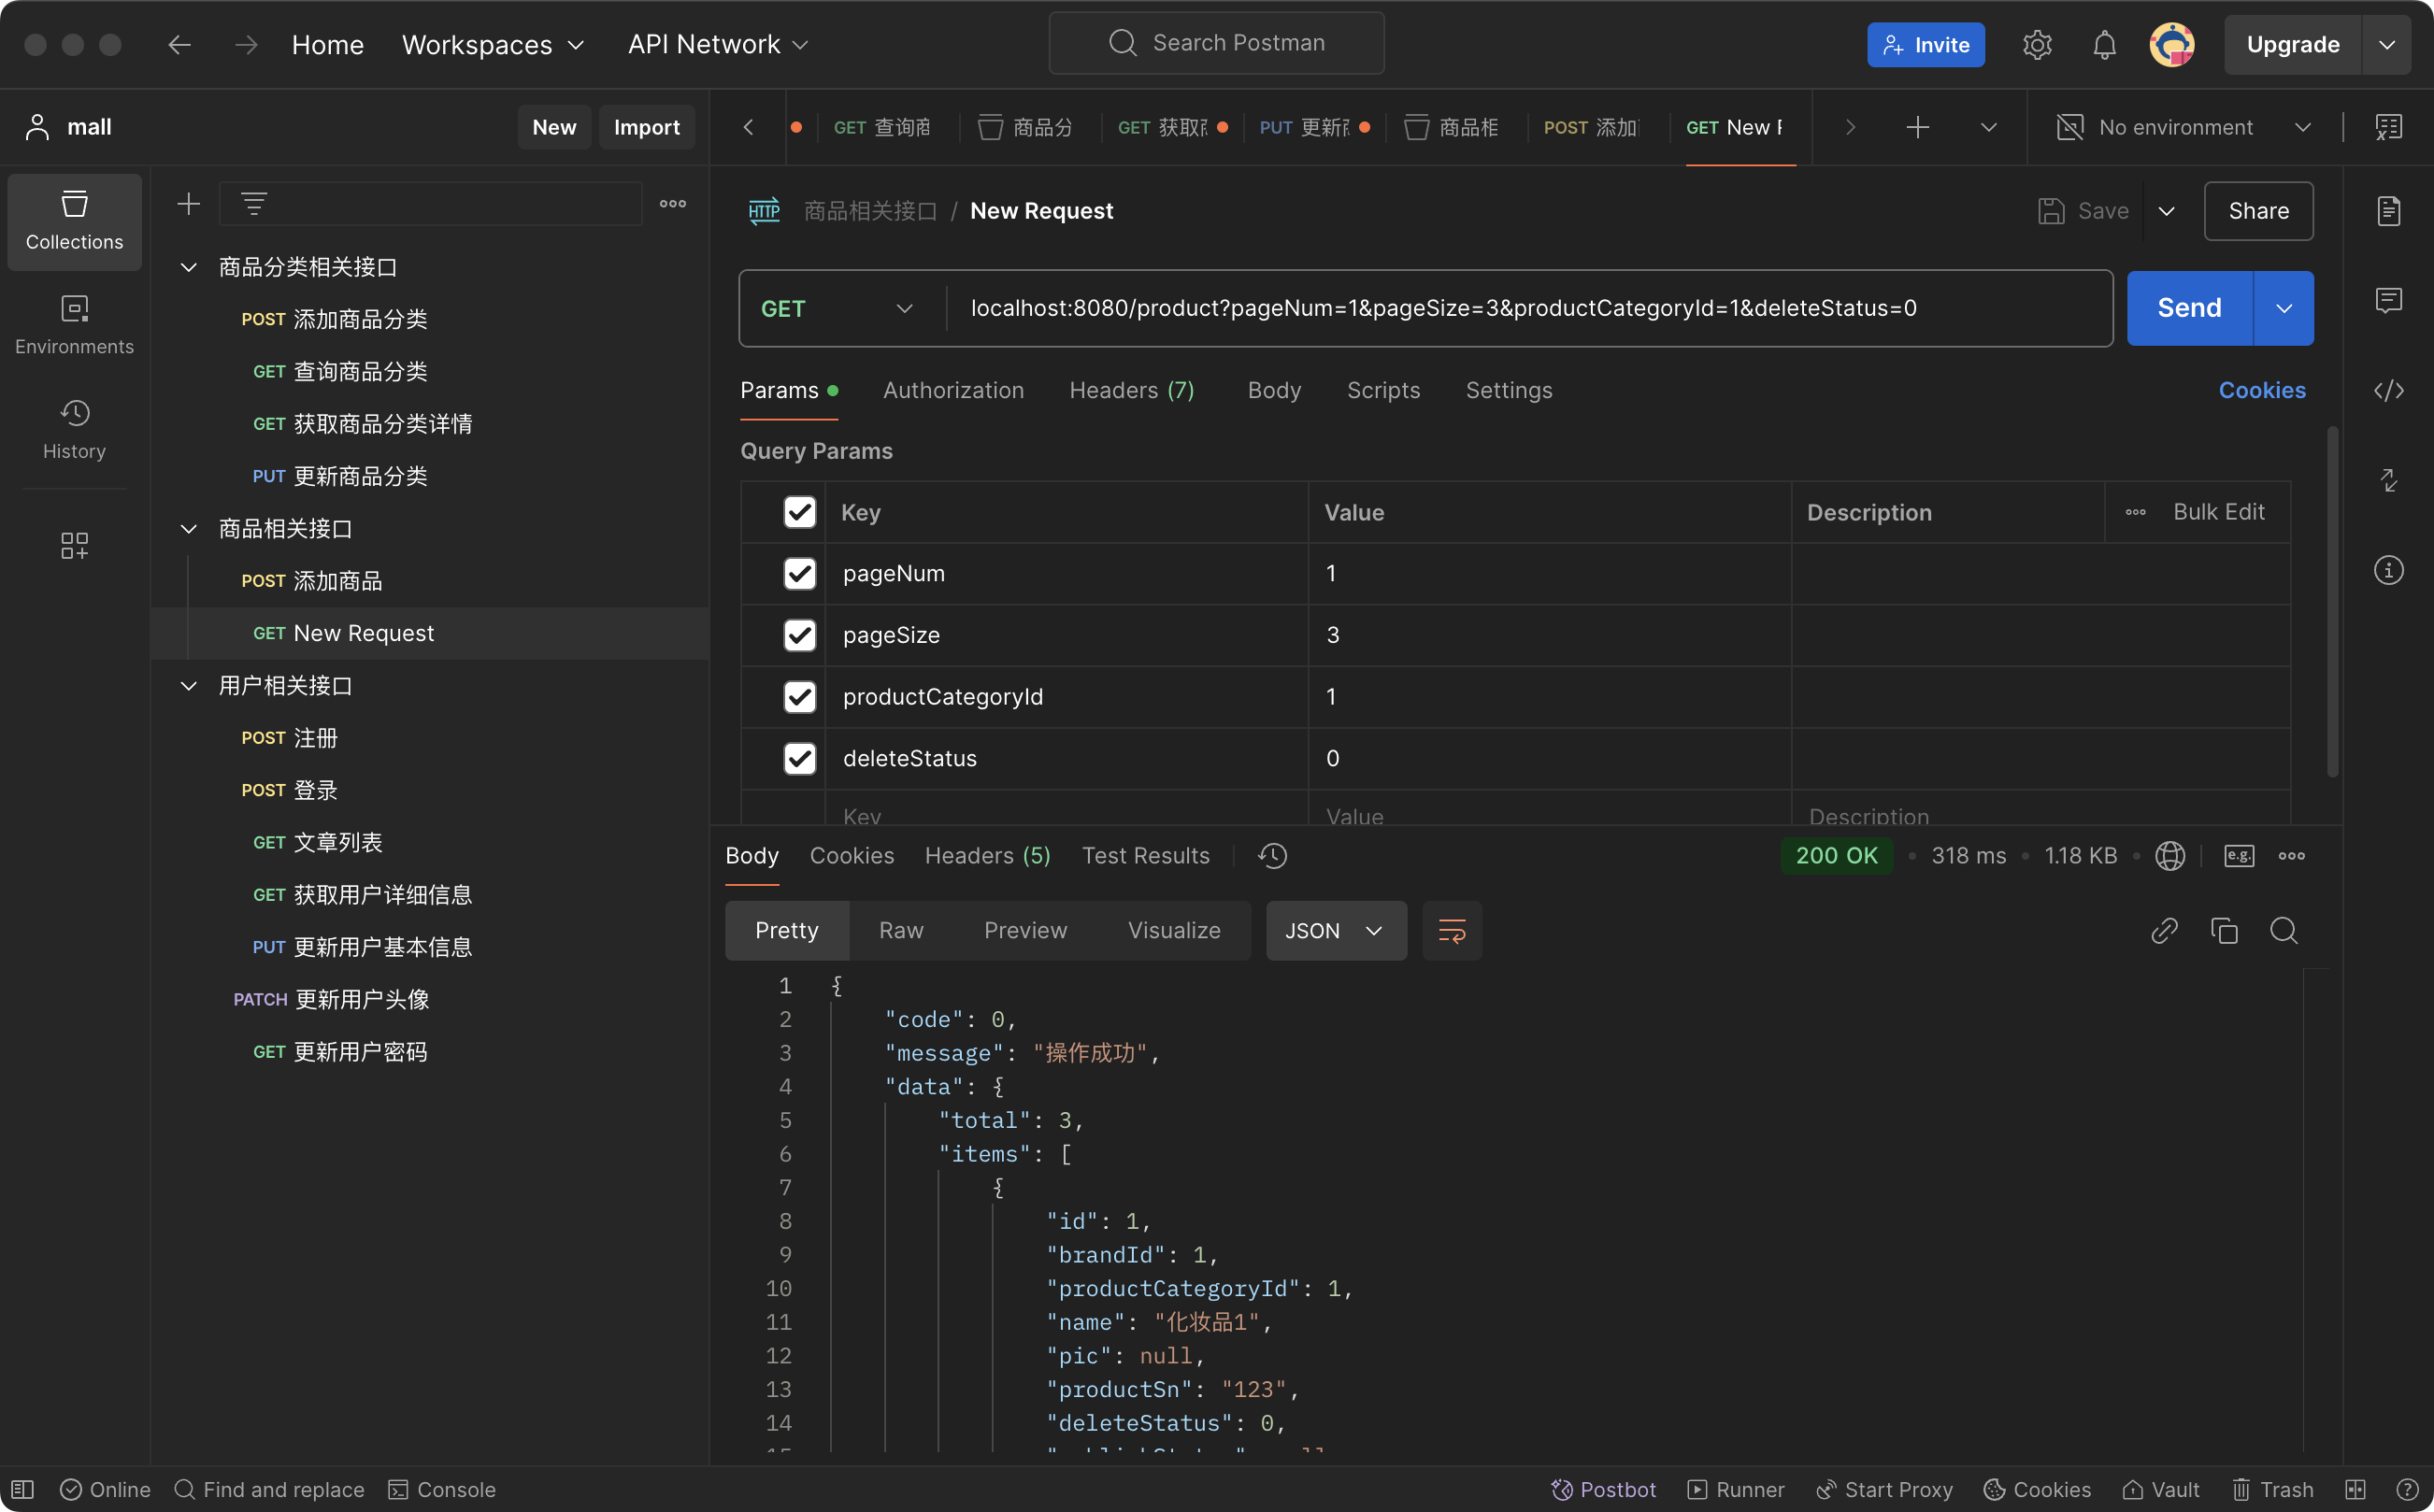 Home Workspaces API Network Search Postman Invite Upgrade
mall New Import
GET 查询商 商品分 GET 获取 PUT 更新 商品相 POST 添加 GET New No environment
Collections
Environments
History
商品分类相关接口
POST 添加商品分类
GET 查询商品分类
GET 获取商品分类详情
PUT 更新商品分类
商品相关接口
POST 添加商品
GET New Request
用户相关接口
POST 注册
POST 登录
GET 文章列表
GET 获取用户详细信息
PUT 更新用户基本信息
PATCH 更新用户头像
GET 更新用户密码
HTTP 商品相关接口 / New Request Save Share
GET localhost:8080/product?pageNum=1&pageSize=3&productCategoryId=1&deleteStatus=0 Send
Params Authorization Headers (7) Body Scripts Settings Cookies
Query Params
Key Value Description Bulk Edit
pageNum 1
pageSize 3
productCategoryId 1
deleteStatus 0
Key Value Description
Body Cookies Headers (5) Test Results 200 OK 318 ms 1.18 KB e.g.
Pretty Raw Preview Visualize JSON
1 {
2 "code": 0,
3 "message": "操作成功",
4 "data": {
5 "total": 3,
6 "items": [
7 {
8 "id": 1,
9 "brandId": 1,
10 "productCategoryId": 1,
11 "name": "化妆品1",
12 "pic": null,
13 "productSn": "123",
14 "deleteStatus": 0,
Online Find and replace Console Postbot Runner Start Proxy Cookies Vault Trash